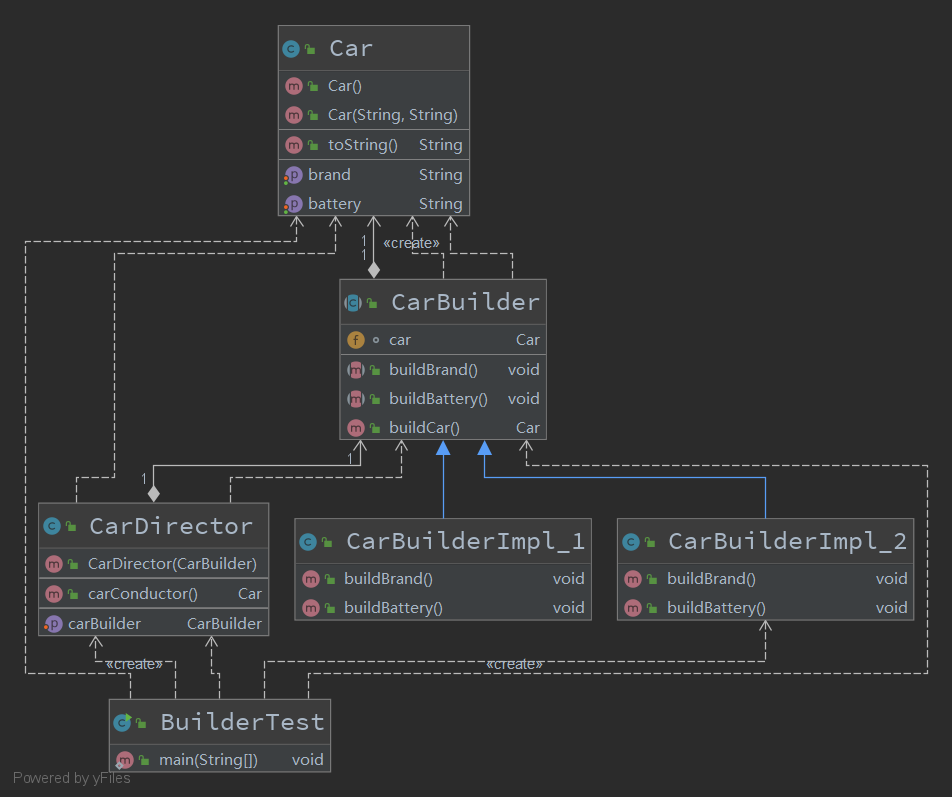 Car
Car()
Car(String, String)
toString() String
brand String
battery String
1
1
«create»
CarBuilder
car Car
buildBrand() void
buildBattery() void
buildCar() Car
1
1
CarDirector
CarDirector(CarBuilder)
carConductor() Car
carBuilder CarBuilder
CarBuilderImpl_1
buildBrand() void
buildBattery() void
CarBuilderImpl_2
buildBrand() void
buildBattery() void
«create»
«create»
BuilderTest
main(String[]) void
Powered by yFiles